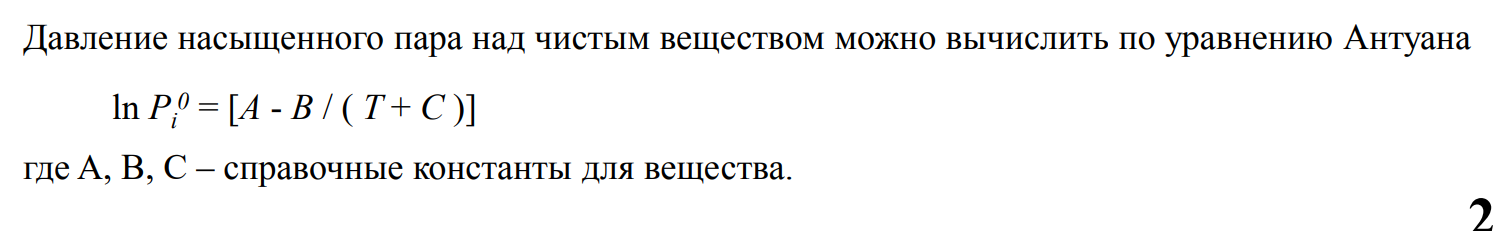 Давление насыщенного пара над чистым веществом можно вычислить по уравнению Антуана
ln Pᵢ⁰ = [A - B / ( T + C )]
где A, B, C – справочные константы для вещества.
2